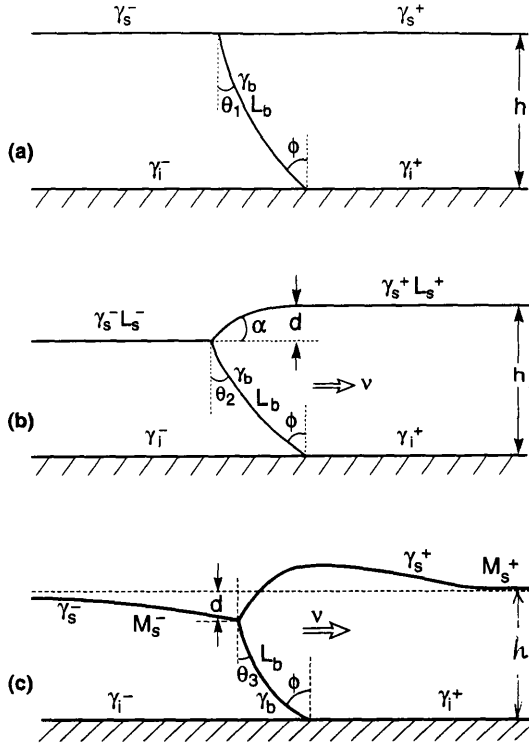 γs⁻ γs⁺
γb
θ1 Lb
ϕ
h
(a)
γi⁻ γi⁺
γs⁺ Ls⁺
γs⁻ Ls⁻
α
d
γb
θ2 Lb
ν
ϕ
h
(b)
γi⁻ γi⁺
γs⁺
Ms⁺
γs⁻
d
Ms⁻
ν
Lb
θ3
ϕ
h
(c)
γi⁻ γb γi⁺